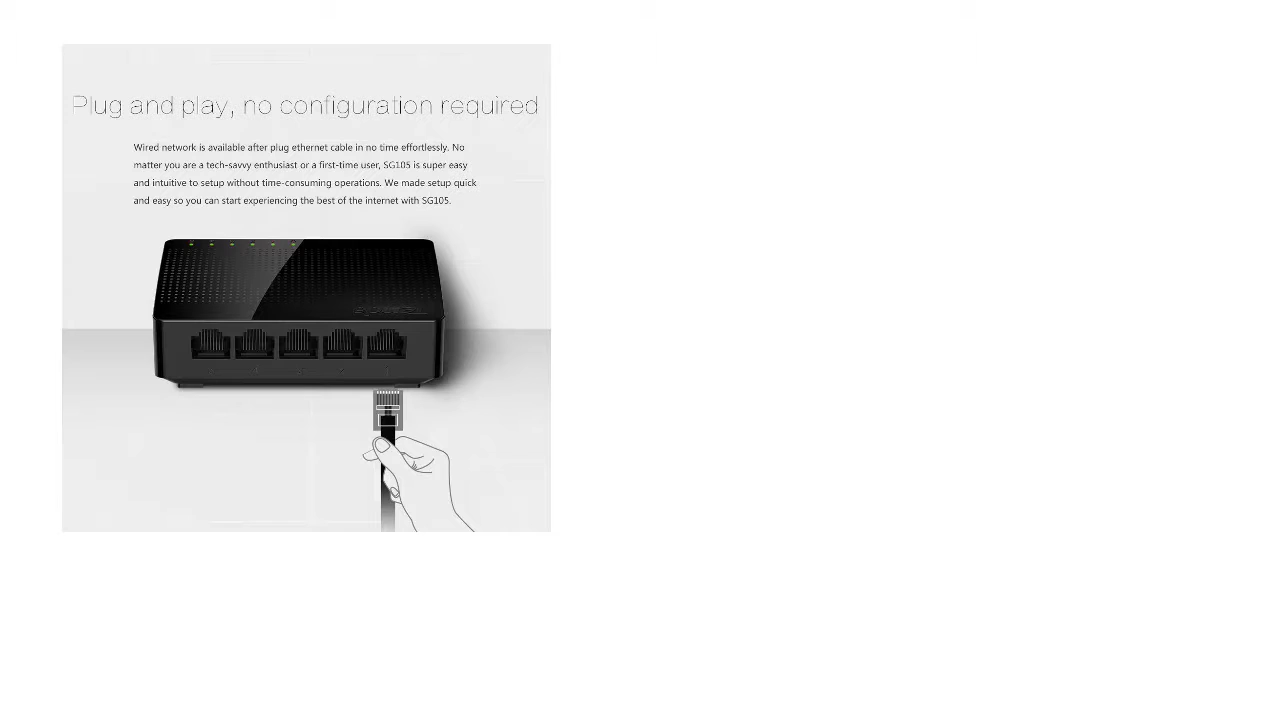 Plug and play, no configuration required
Wired network is available after plug ethernet cable in no time effortlessly. No
matter you are a tech-savvy enthusiast or a first-time user, SG105 is super easy
and intuitive to setup without time-consuming operations. We made setup quick
and easy so you can start experiencing the best of the internet with SG105.